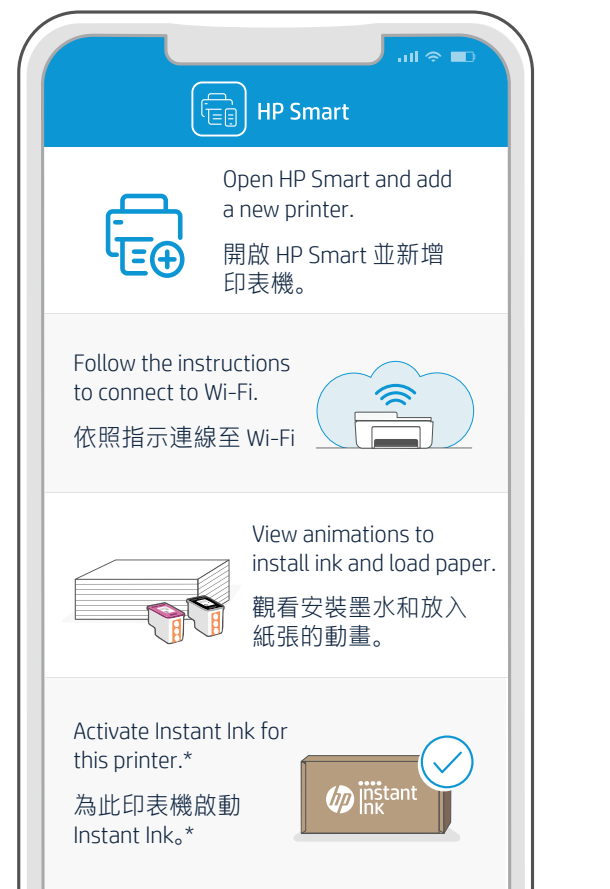 HP Smart
Open HP Smart and add
a new printer.
開啟 HP Smart 並新增
印表機。
Follow the instructions
to connect to Wi-Fi.
依照指示連線至 Wi-Fi
View animations to
install ink and load paper.
觀看安裝墨水和放入
紙張的動畫。
Activate Instant Ink for
this printer.*
為此印表機啟動
Instant Ink。*
hp instant
ink